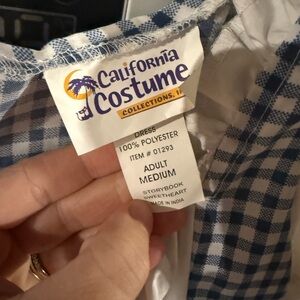 California
Costume
COLLECTIONS, I
DRESS
100% POLYESTER
ITEM # 01293
ADULT
MEDIUM
STORYBOOK
SWEETHEART
MADE IN INDIA